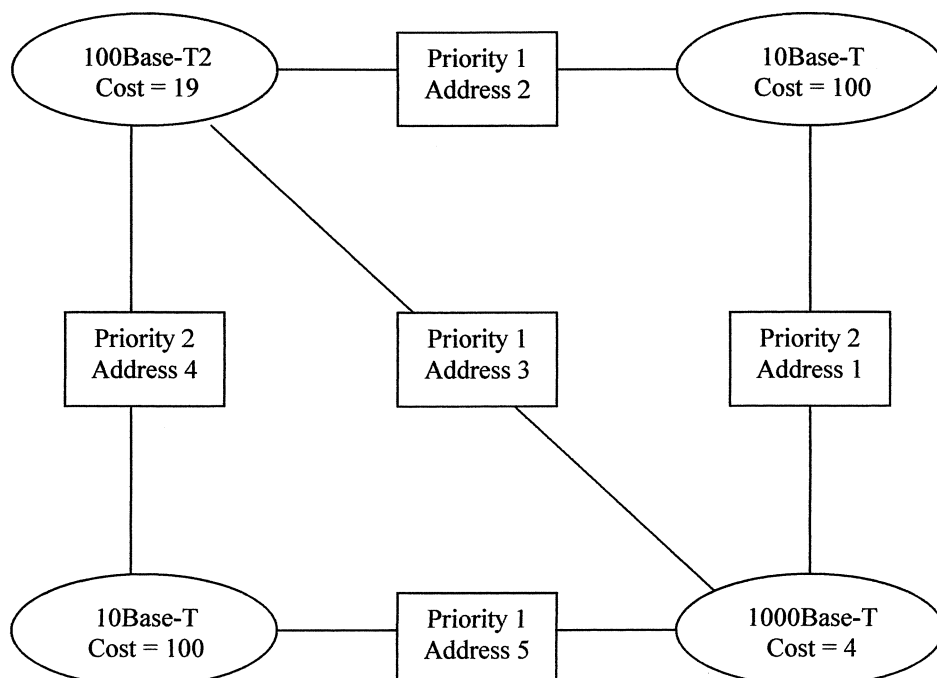 100Base-T2
Cost = 19
Priority 1
Address 2
10Base-T
Cost = 100
Priority 2
Address 4
Priority 1
Address 3
Priority 2
Address 1
10Base-T
Cost = 100
Priority 1
Address 5
1000Base-T
Cost = 4